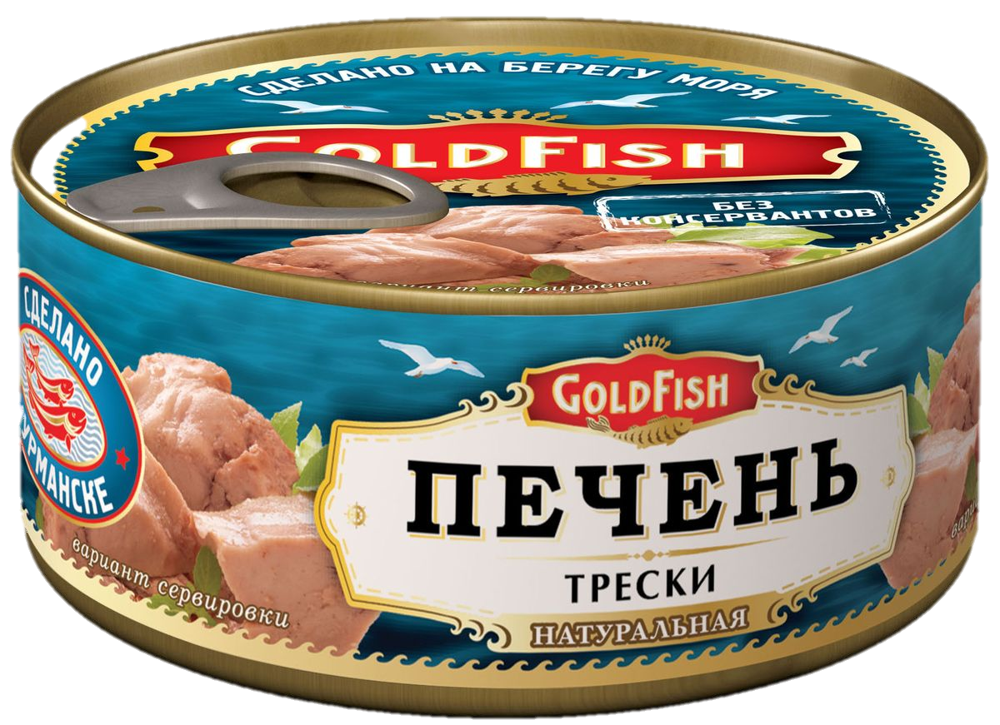 СДЕЛАНО НА БЕРЕГУ МОРЯ
GOLDFISH
БЕЗ
КОНСЕРВАНТОВ
вариант сервировки
СДЕЛАНО
МУРМАНСКЕ
вариант сервировки
GOLDFISH
ПЕЧЕНЬ
ТРЕСКИ
НАТУРАЛЬНАЯ